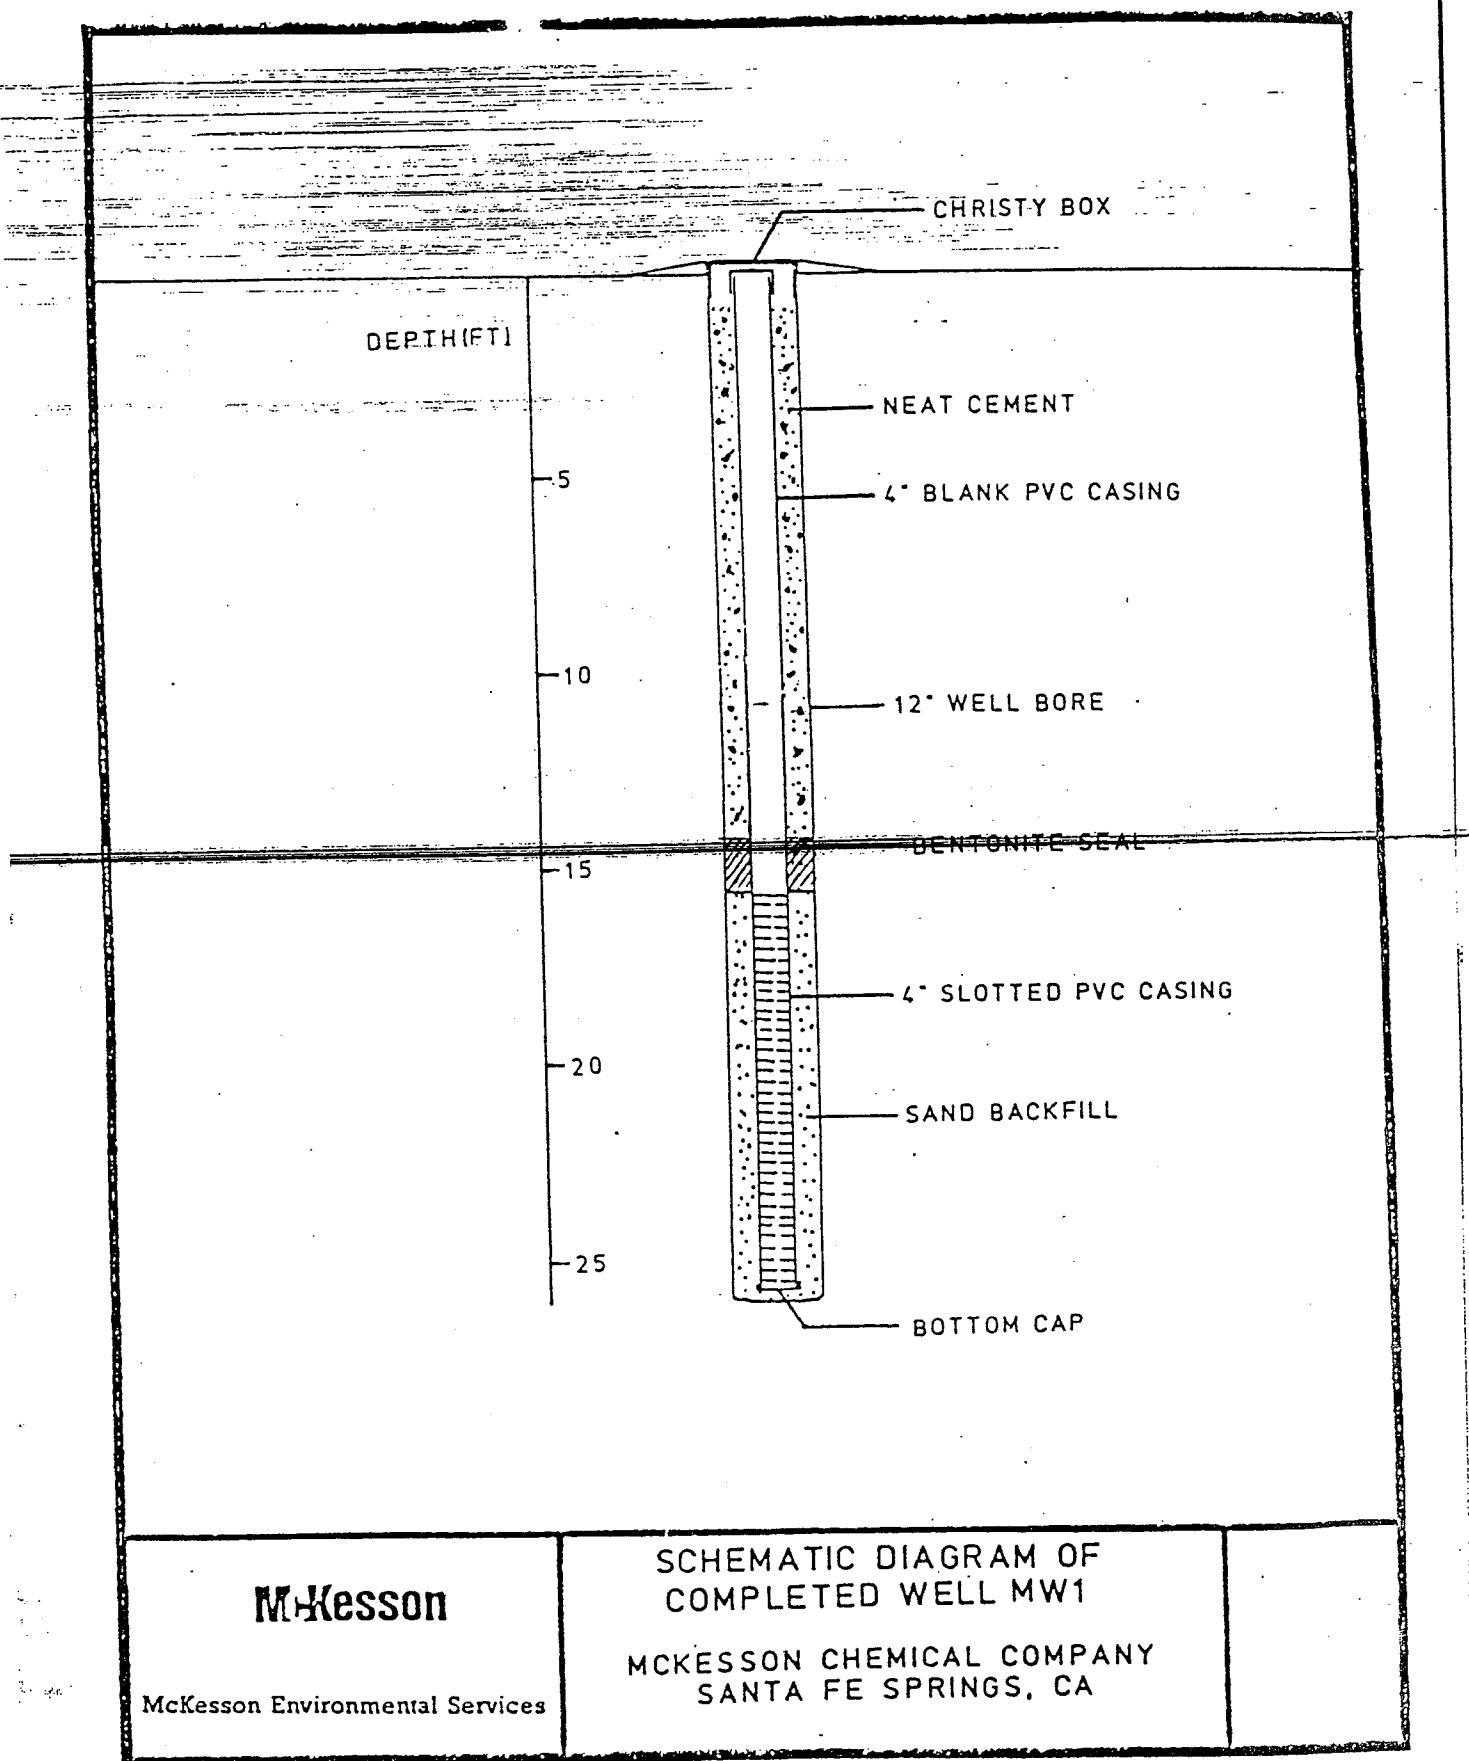 CHRISTY BOX
DEPTH(FT)
NEAT CEMENT
5
4" BLANK PVC CASING
10
12" WELL BORE
BENTONITE SEAL
15
4" SLOTTED PVC CASING
20
SAND BACKFILL
25
BOTTOM CAP
McKesson
McKesson Environmental Services
SCHEMATIC DIAGRAM OF
COMPLETED WELL MW1
MCKESSON CHEMICAL COMPANY
SANTA FE SPRINGS, CA